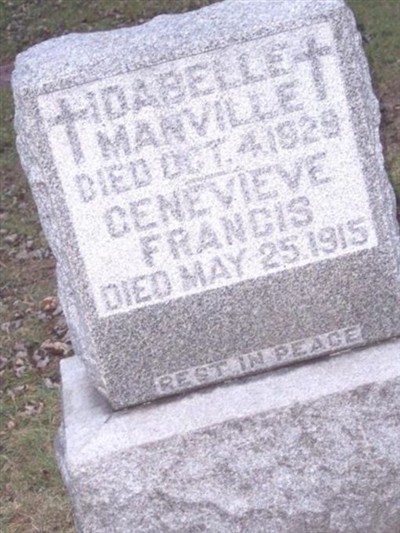 IDABELLE
MANVILLE
DIED OCT. 4.1929
GENEVIEVE
FRANCIS
DIED MAY 25.1915
REST IN PEACE